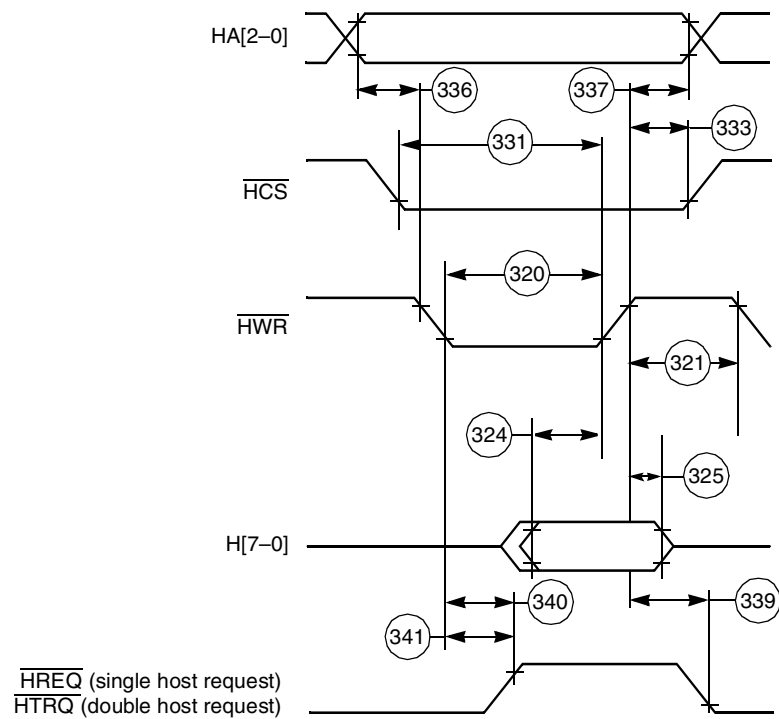 HA[2–0]
336
337
333
331
HCS
320
HWR
321
324
325
H[7–0]
340
339
341
HREQ (single host request)
HTRQ (double host request)